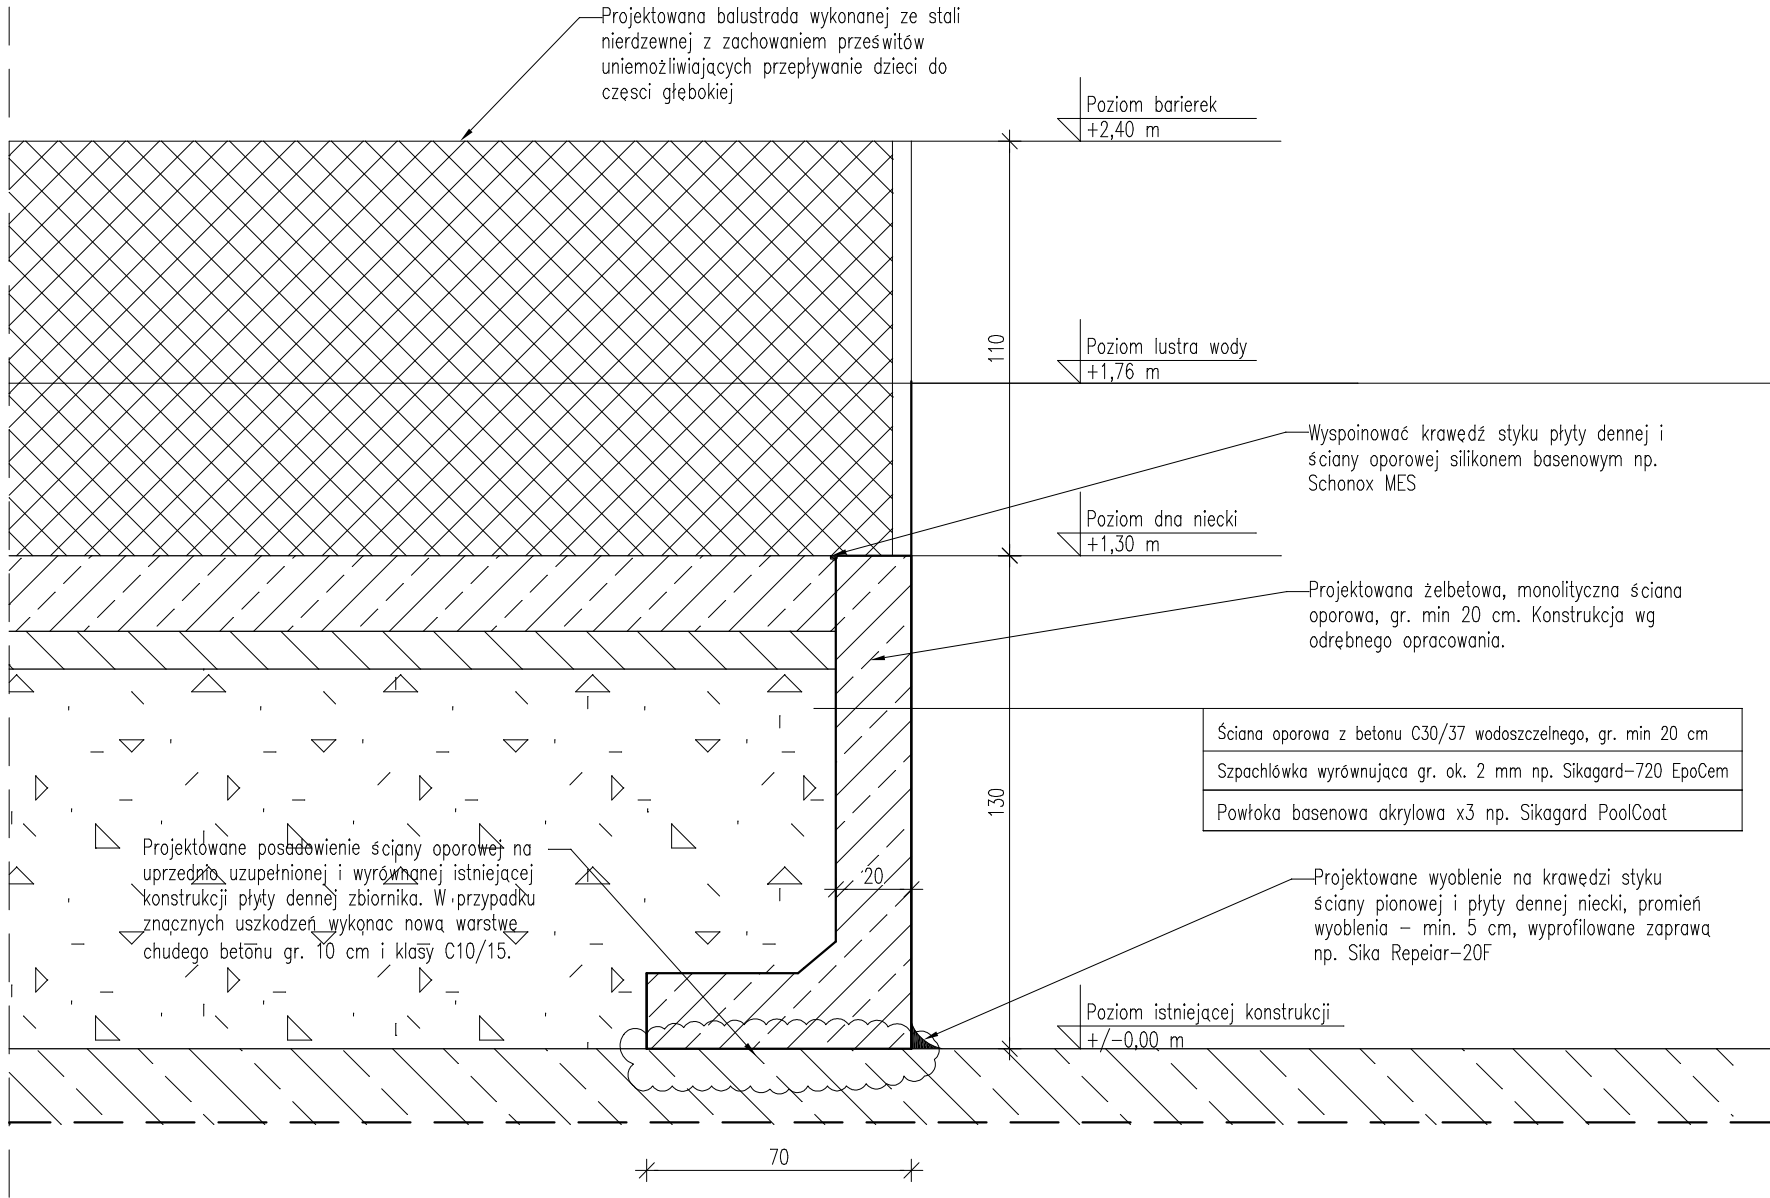 Projektowana balustrada wykonanej ze stali
nierdzewnej z zachowaniem prześwitów
uniemożliwiających przepływanie dzieci do
częsci głębokiej
Poziom barierek
+2,40 m
110
Poziom lustra wody
+1,76 m
Wyspoinować krawędź styku płyty dennej i
ściany oporowej silikonem basenowym np.
Schonox MES
Poziom dna niecki
+1,30 m
Projektowana żelbetowa, monolityczna ściana
oporowa, gr. min 20 cm. Konstrukcja wg
odrębnego opracowania.
Ściana oporowa z betonu C30/37 wodoszczelnego, gr. min 20 cm
Szpachlówka wyrównująca gr. ok. 2 mm np. Sikagard-720 EpoCem
Powłoka basenowa akrylowa x3 np. Sikagard PoolCoat
130
Projektowane posadowienie ściany oporowej na
uprzednio uzupełnionej i wyrównanej istniejącej
konstrukcji płyty dennej zbiornika. W przypadku
znacznych uszkodzeń wykonac nową warstwę
chudego betonu gr. 10 cm i klasy C10/15.
20
Projektowane wyoblenie na krawędzi styku
ściany pionowej i płyty dennej niecki, promień
wyoblenia - min. 5 cm, wyprofilowane zaprawą
np. Sika Repeiar-20F
Poziom istniejącej konstrukcji
+/-0,00 m
70